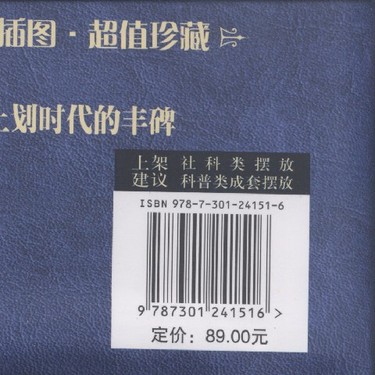 插图·超值珍藏
上划时代的丰碑
上架 社科类摆放
建议 科普类成套摆放
ISBN 978-7-301-24151-6
9 787301 241516 >
定价：89.00元